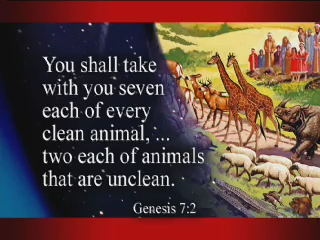 You shall take
with you seven
each of every
clean animal, ...
two each of animals
that are unclean.
Genesis 7:2